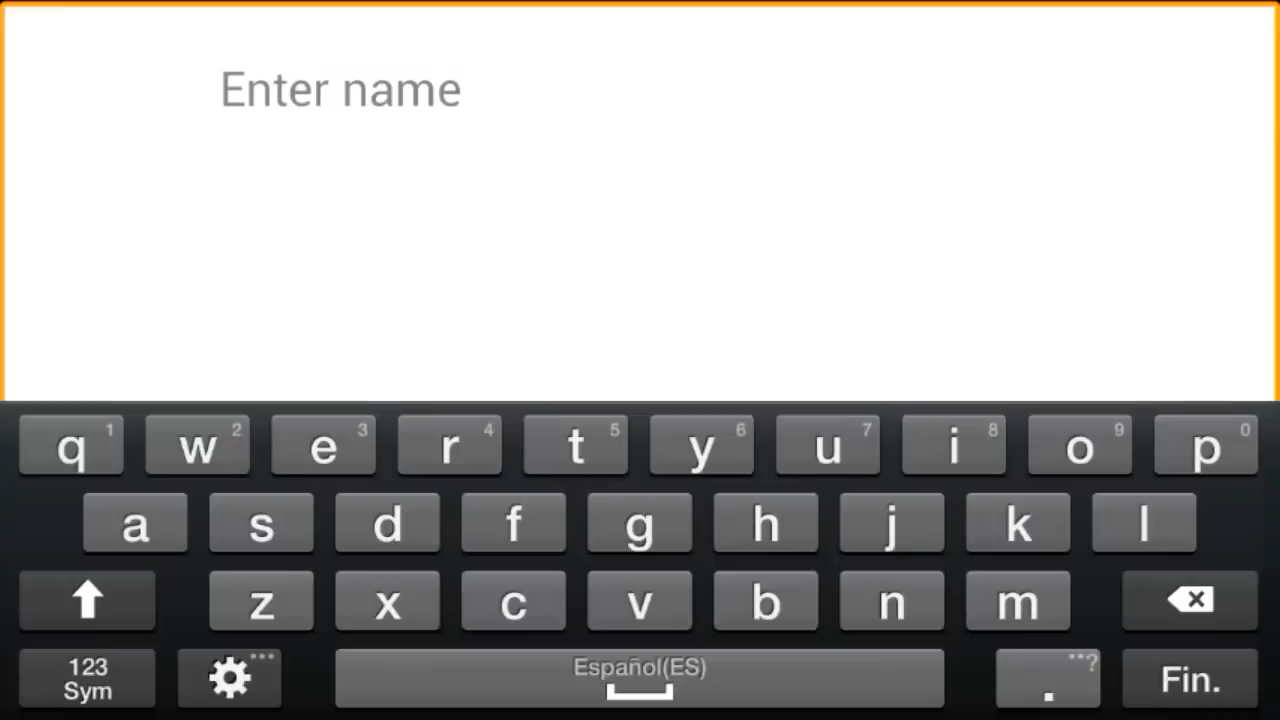 Enter name
q 1 w 2 e 3 r 4 t 5 y 6 u 7 i 8 o 9 p 0
a s d f g h j k l
z x c v b n m
123
Sym
Español(ES)
. **?
Fin.